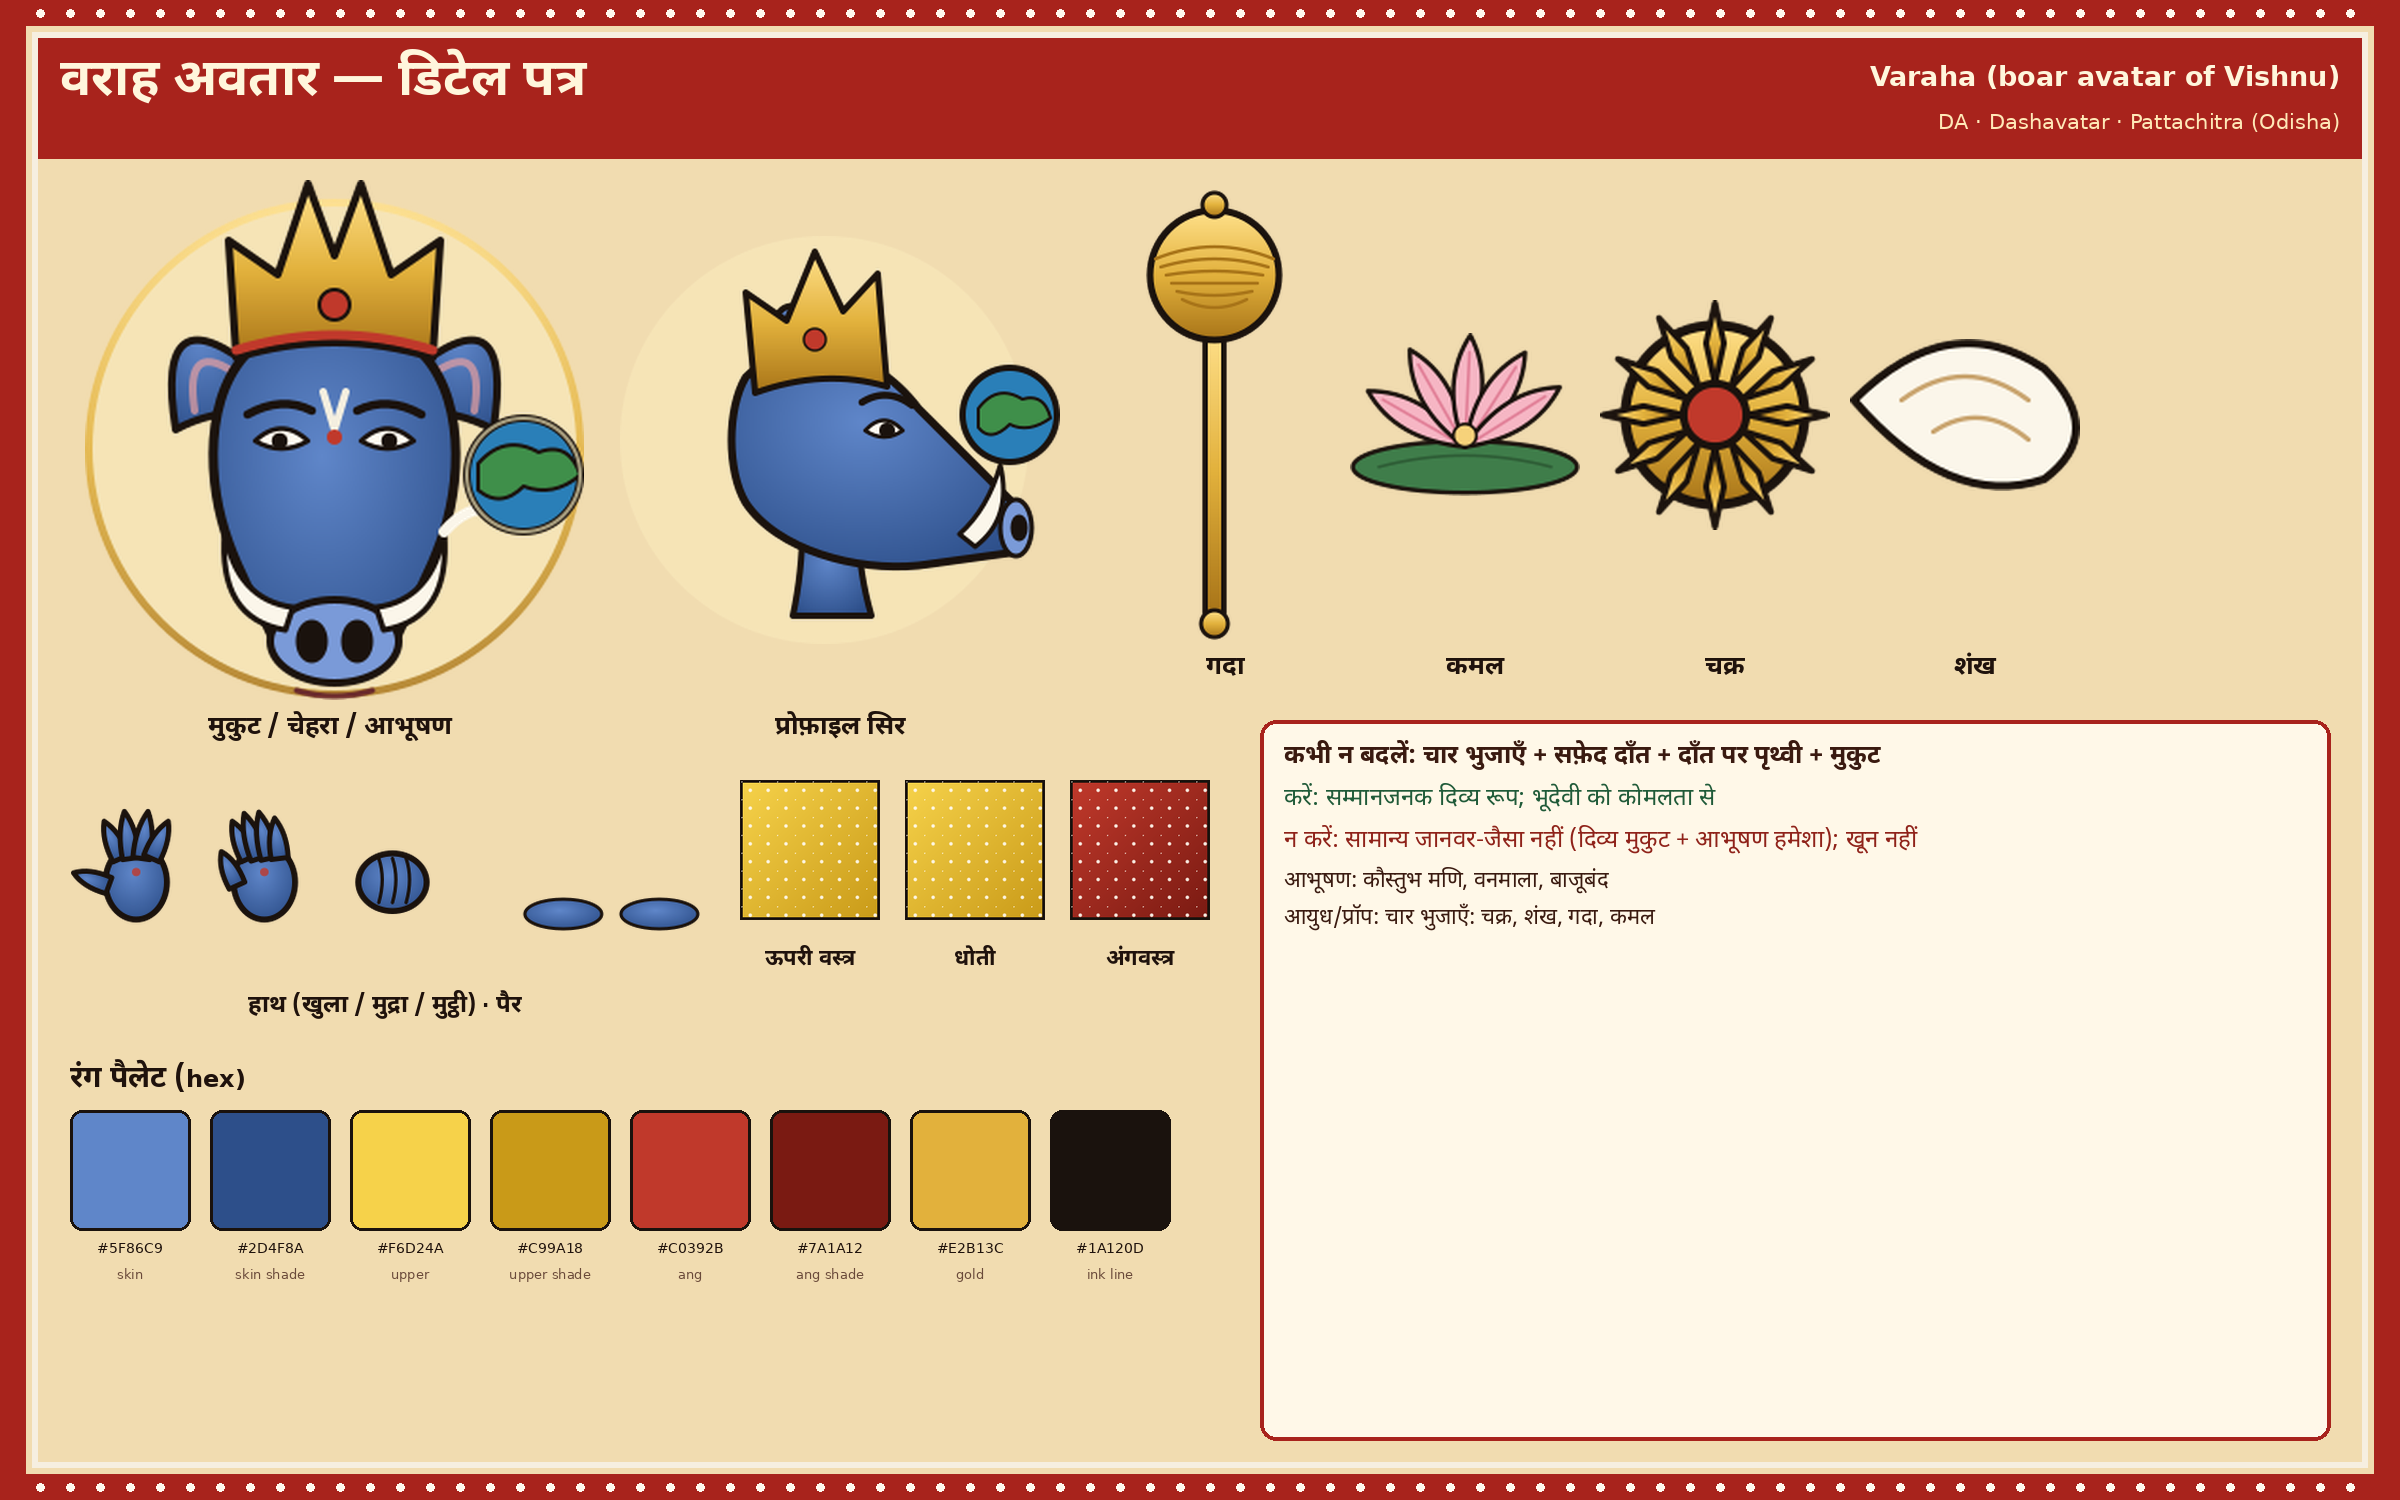 वराह अवतार — डिटेल पत्र
Varaha (boar avatar of Vishnu)
DA · Dashavatar · Pattachitra (Odisha)
गदा
कमल
चक्र
शंख
मुकुट / चेहरा / आभूषण
प्रोफ़ाइल सिर
कभी न बदलें: चार भुजाएँ + सफ़ेद दाँत + दाँत पर पृथ्वी + मुकुट
करें: सम्मानजनक दिव्य रूप; भूदेवी को कोमलता से
न करें: सामान्य जानवर-जैसा नहीं (दिव्य मुकुट + आभूषण हमेशा); खून नहीं
आभूषण: कौस्तुभ मणि, वनमाला, बाजूबंद
आयुध/प्रॉप: चार भुजाएँ: चक्र, शंख, गदा, कमल
ऊपरी वस्त्र
धोती
अंगवस्त्र
हाथ (खुला / मुद्रा / मुट्ठी) · पैर
रंग पैलेट (hex)
#5F86C9
#2D4F8A
#F6D24A
#C99A18
#C0392B
#7A1A12
#E2B13C
#1A120D
skin
skin shade
upper
upper shade
ang
ang shade
gold
ink line